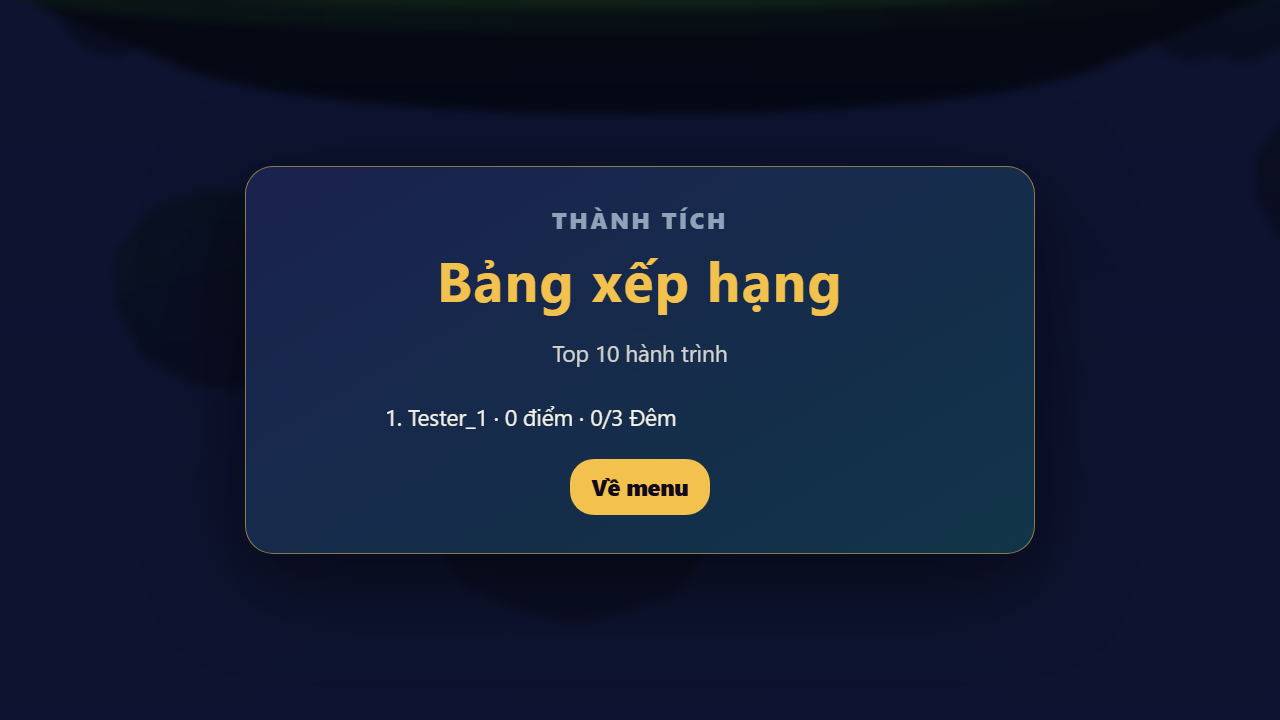 THÀNH TÍCH
Bảng xếp hạng
Top 10 hành trình
1. Tester_1 · 0 điểm · 0/3 Đêm
Về menu